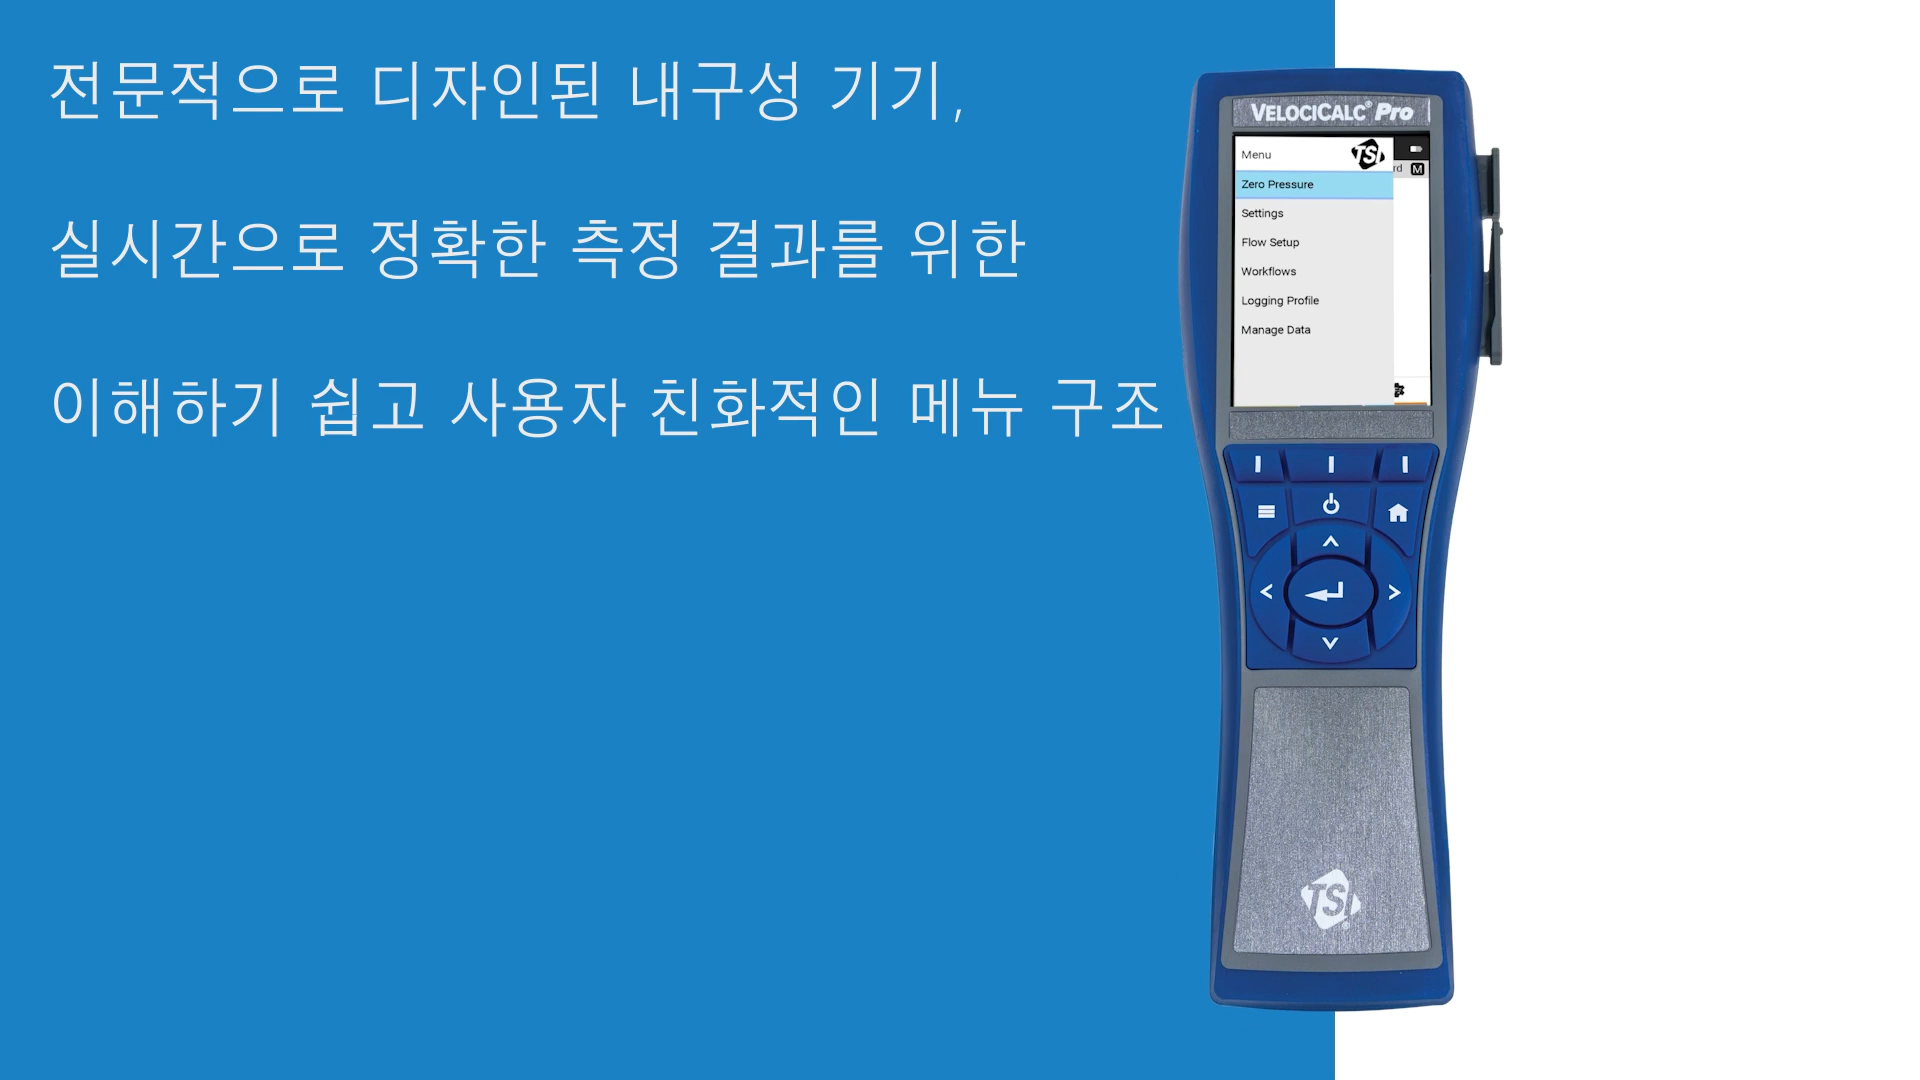 전문적으로 디자인된 내구성 기기,
실시간으로 정확한 측정 결과를 위한
이해하기 쉽고 사용자 친화적인 메뉴 구조
VELOCICALC® Pro
Menu
TSI
rd M
Zero Pressure
Settings
Flow Setup
Workflows
Logging Profile
Manage Data
TSI®